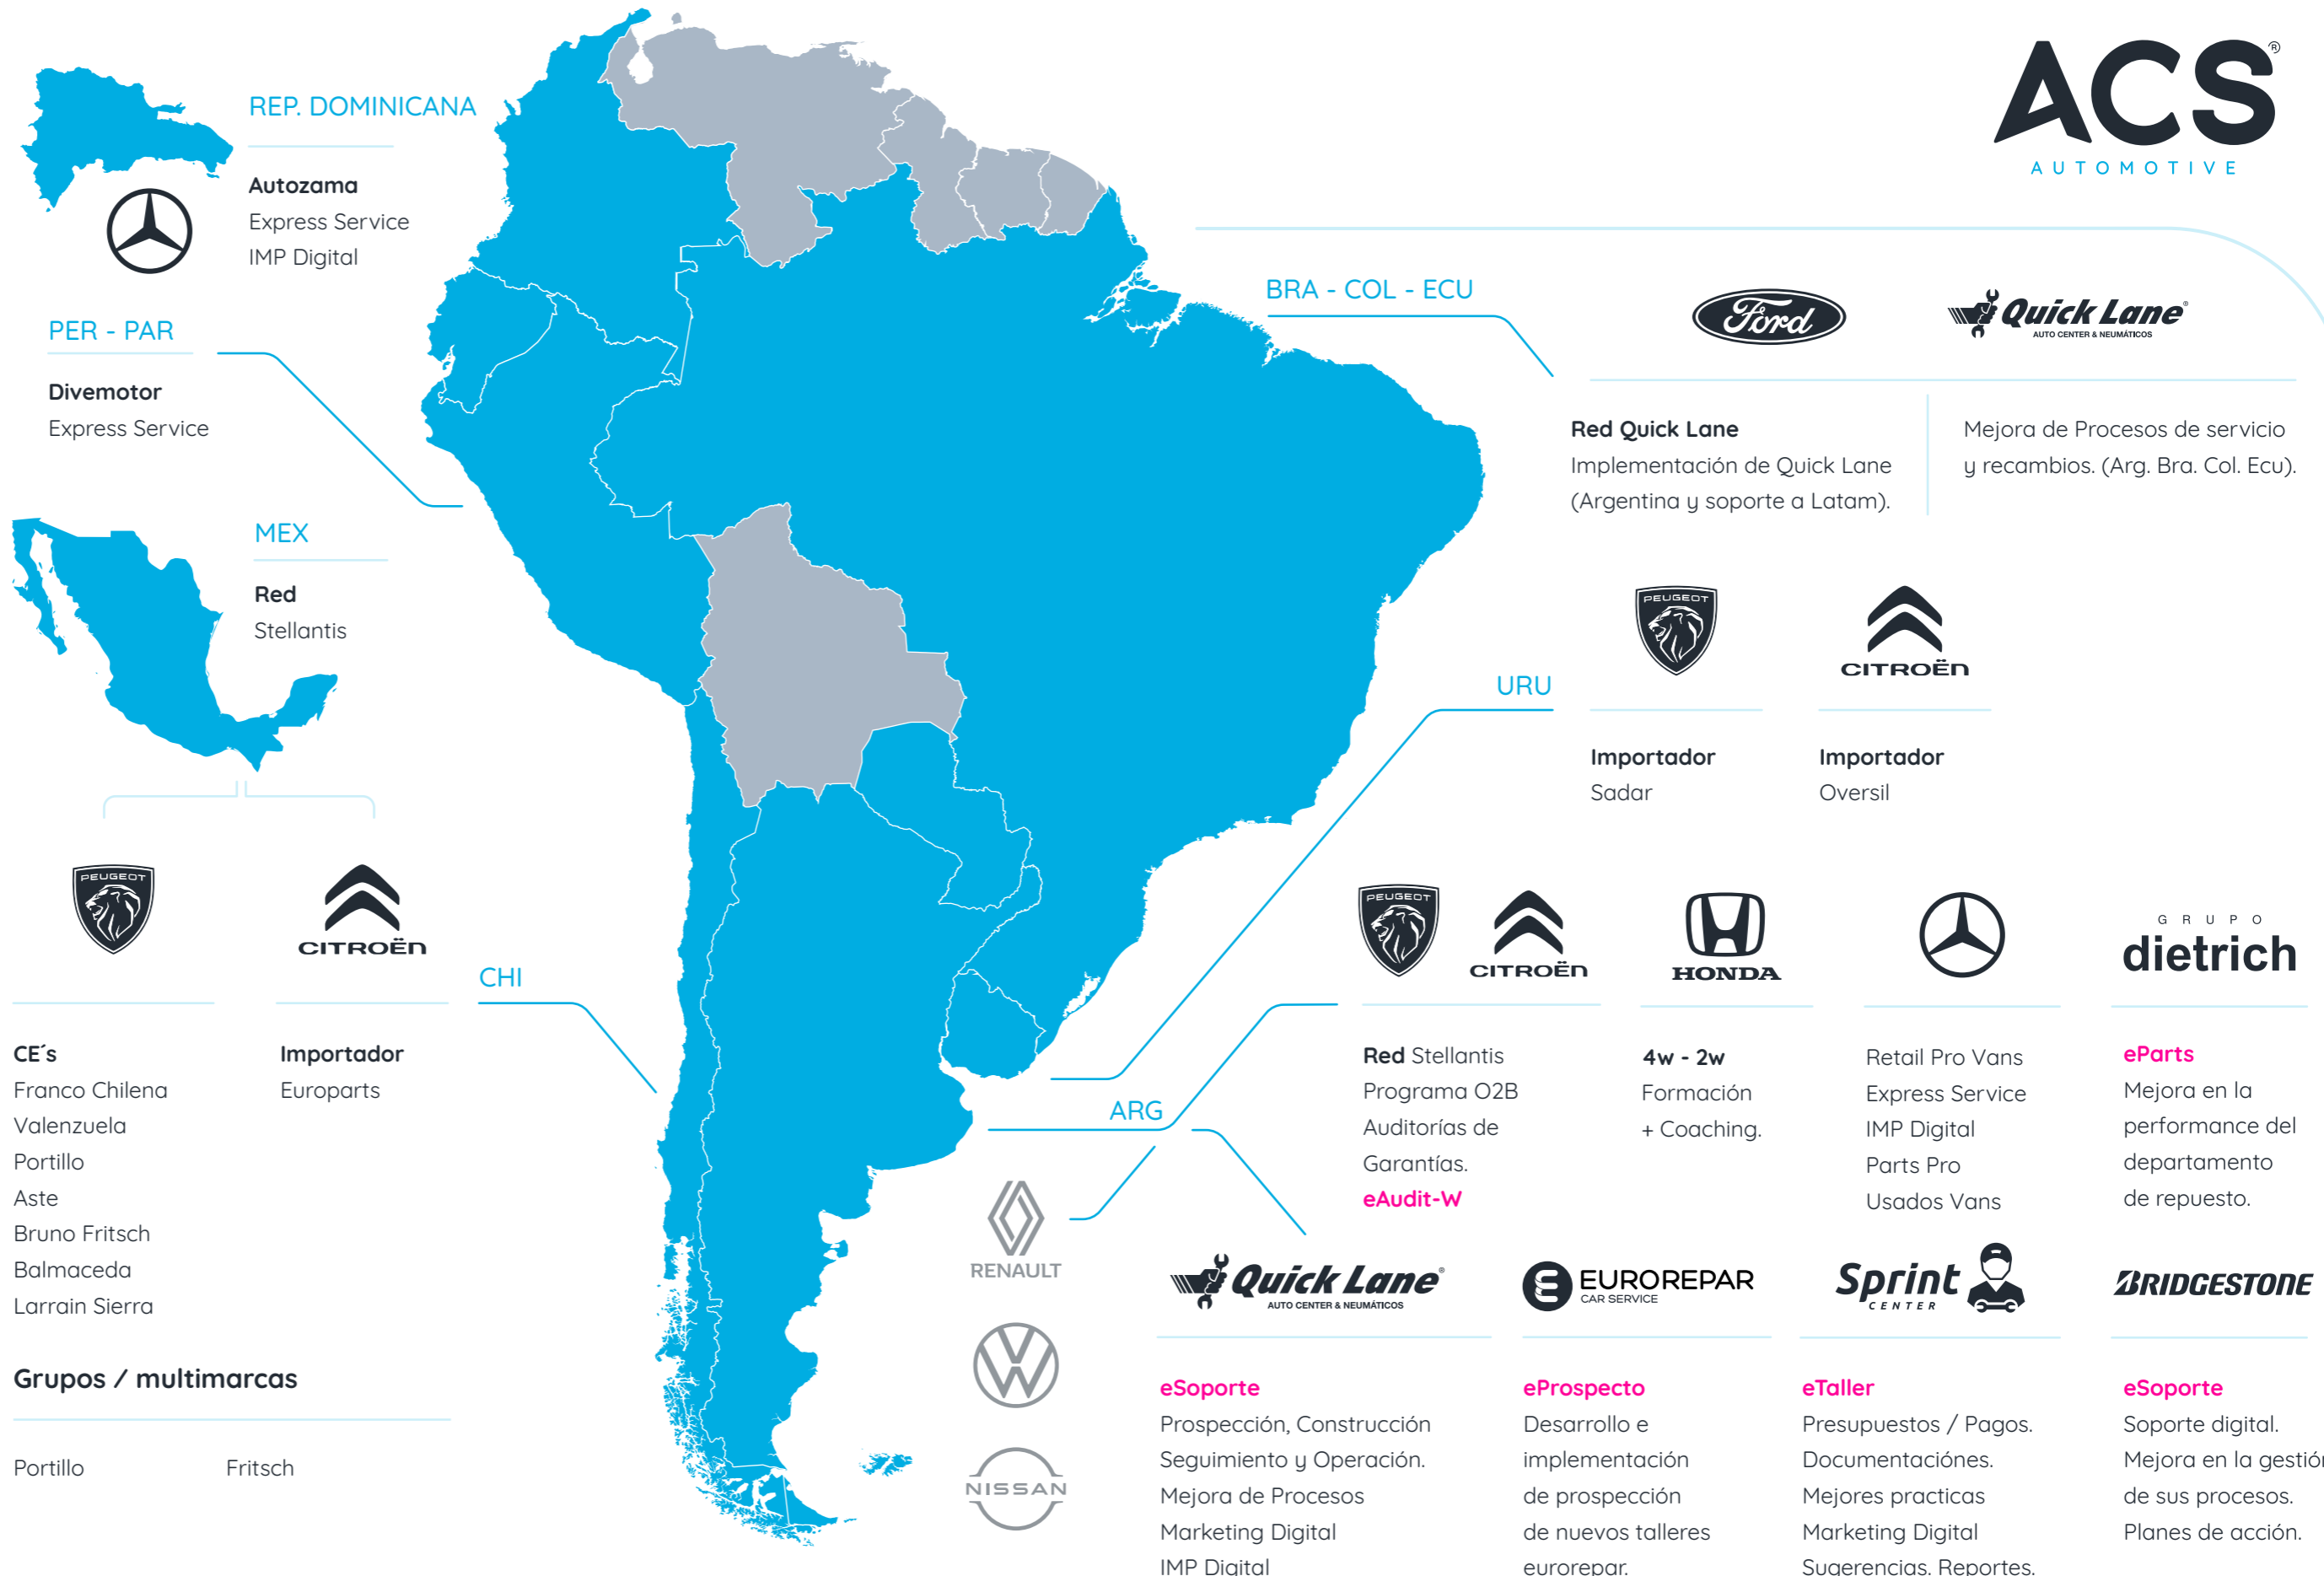 ACS®
AUTOMOTIVE
REP. DOMINICANA
Autozama
Express Service
IMP Digital
PER - PAR
Divemotor
Express Service
MEX
Red
Stellantis
BRA - COL - ECU
Ford
Quick Lane®
AUTO CENTER & NEUMÁTICOS
Red Quick Lane
Implementación de Quick Lane
(Argentina y soporte a Latam).
Mejora de Procesos de servicio
y recambios. (Arg. Bra. Col. Ecu).
URU
PEUGEOT
CITROËN
Importador
Sadar
Importador
Oversil
PEUGEOT
CITROËN
CHI
CE´s
Franco Chilena
Valenzuela
Portillo
Aste
Bruno Fritsch
Balmaceda
Larrain Sierra
Importador
Europarts
Grupos / multimarcas
Portillo
Fritsch
ARG
PEUGEOT
CITROËN
Red Stellantis
Programa O2B
Auditorías de
Garantías.
eAudit-W
HONDA
4w - 2w
Formación
+ Coaching.
Retail Pro Vans
Express Service
IMP Digital
Parts Pro
Usados Vans
GRUPO
dietrich
eParts
Mejora en la
performance del
departamento
de repuesto.
RENAULT
NISSAN
Quick Lane®
AUTO CENTER & NEUMÁTICOS
eSoporte
Prospección, Construcción
Seguimiento y Operación.
Mejora de Procesos
Marketing Digital
IMP Digital
EUROREPAR
CAR SERVICE
eProspecto
Desarrollo e
implementación
de prospección
de nuevos talleres
eurorepar.
Sprint
CENTER
eTaller
Presupuestos / Pagos.
Documentaciónes.
Mejores practicas
Marketing Digital
Sugerencias. Reportes.
BRIDGESTONE
eSoporte
Soporte digital.
Mejora en la gestión
de sus procesos.
Planes de acción.